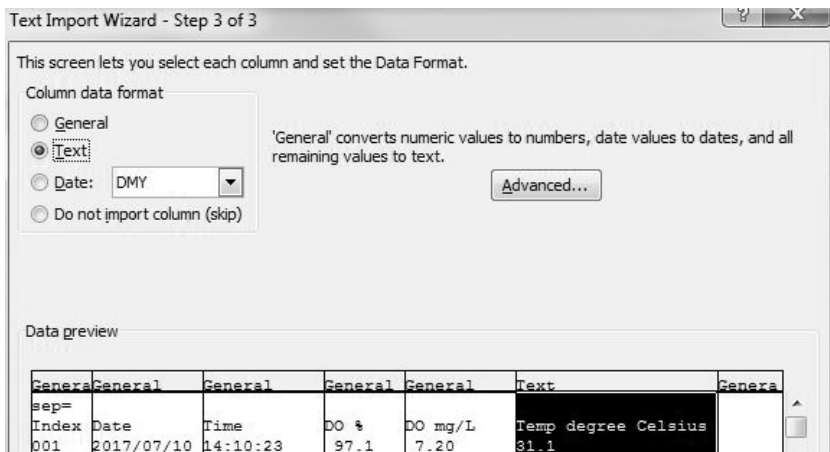 Text Import Wizard - Step 3 of 3
?
X
This screen lets you select each column and set the Data Format.
Column data format
General
Text
Date: DMY
Do not import column (skip)
'General' converts numeric values to numbers, date values to dates, and all
remaining values to text.
Advanced...
Data preview
Genera General General General General Text Genera
sep=
Index Date Time DO % DO mg/L Temp degree Celsius
001 2017/07/10 14:10:23 97.1 7.20 31.1